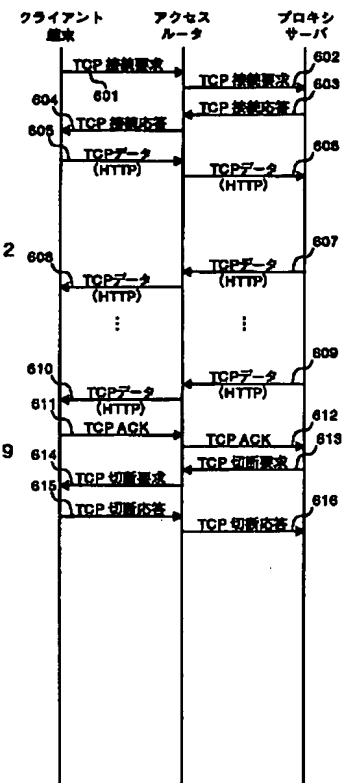 クライアント
端末
アクセス
ルータ
プロキシ
サーバ
TCP 接続要求
601
602
TCP 接続要求
603
TCP 接続応答
604
TCP 接続応答
605
TCPデータ
(HTTP)
606
TCPデータ
(HTTP)
2
607
TCPデータ
(HTTP)
608
TCPデータ
(HTTP)
⋮
⋮
609
TCPデータ
(HTTP)
610
TCPデータ
(HTTP)
611
TCP ACK
612
TCP ACK
9
613
TCP 切断要求
614
TCP 切断要求
615
TCP 切断応答
616
TCP 切断応答